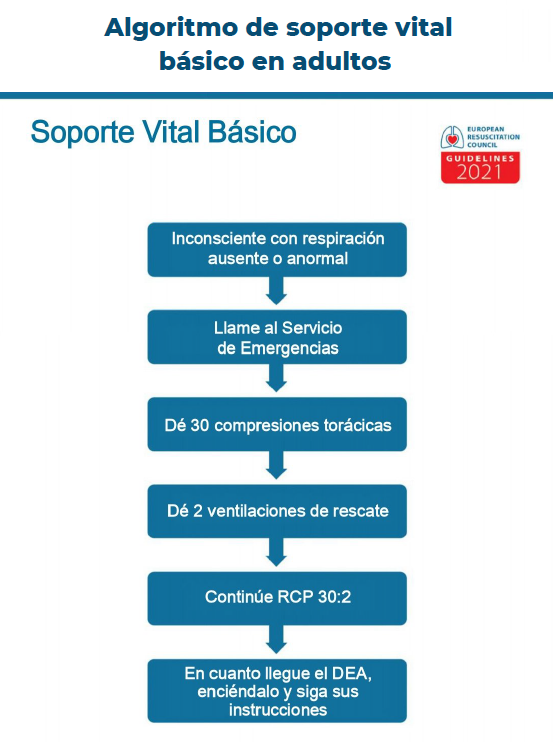 Algoritmo de soporte vital
básico en adultos
Soporte Vital Básico
EUROPEAN
RESUSCITATION
COUNCIL
GUIDELINES
2021
Inconsciente con respiración
ausente o anormal
Llame al Servicio
de Emergencias
Dé 30 compresiones torácicas
Dé 2 ventilaciones de rescate
Continúe RCP 30:2
En cuanto llegue el DEA,
enciéndalo y siga sus
instrucciones